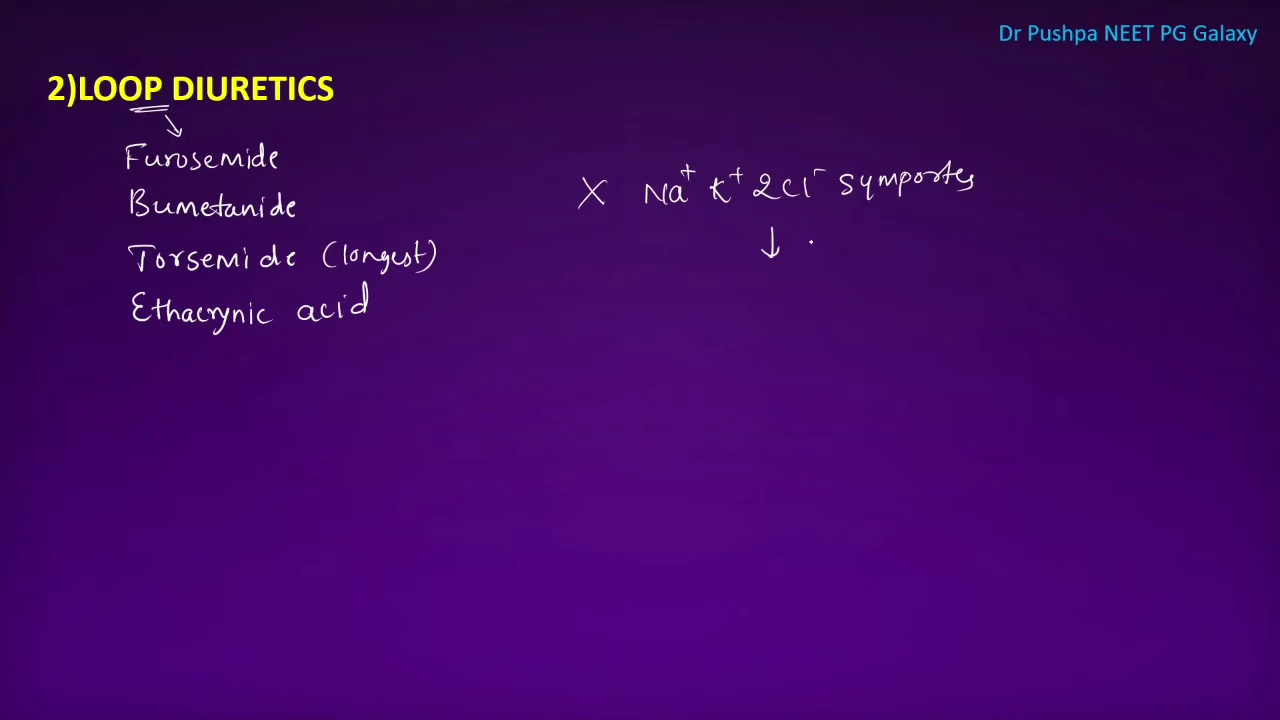 Dr Pushpa NEET PG Galaxy
2)LOOP DIURETICS
Furosemide
Bumetanide
Torsemide (longest)
Ethacrynic acid
X Na⁺ K⁺ 2Cl⁻ symporter
↓